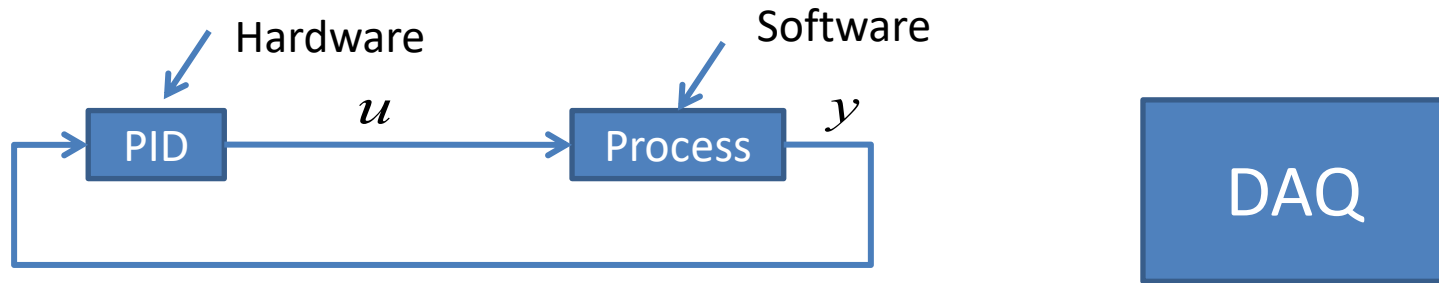 Hardware
Software
u
y
PID
Process
DAQ